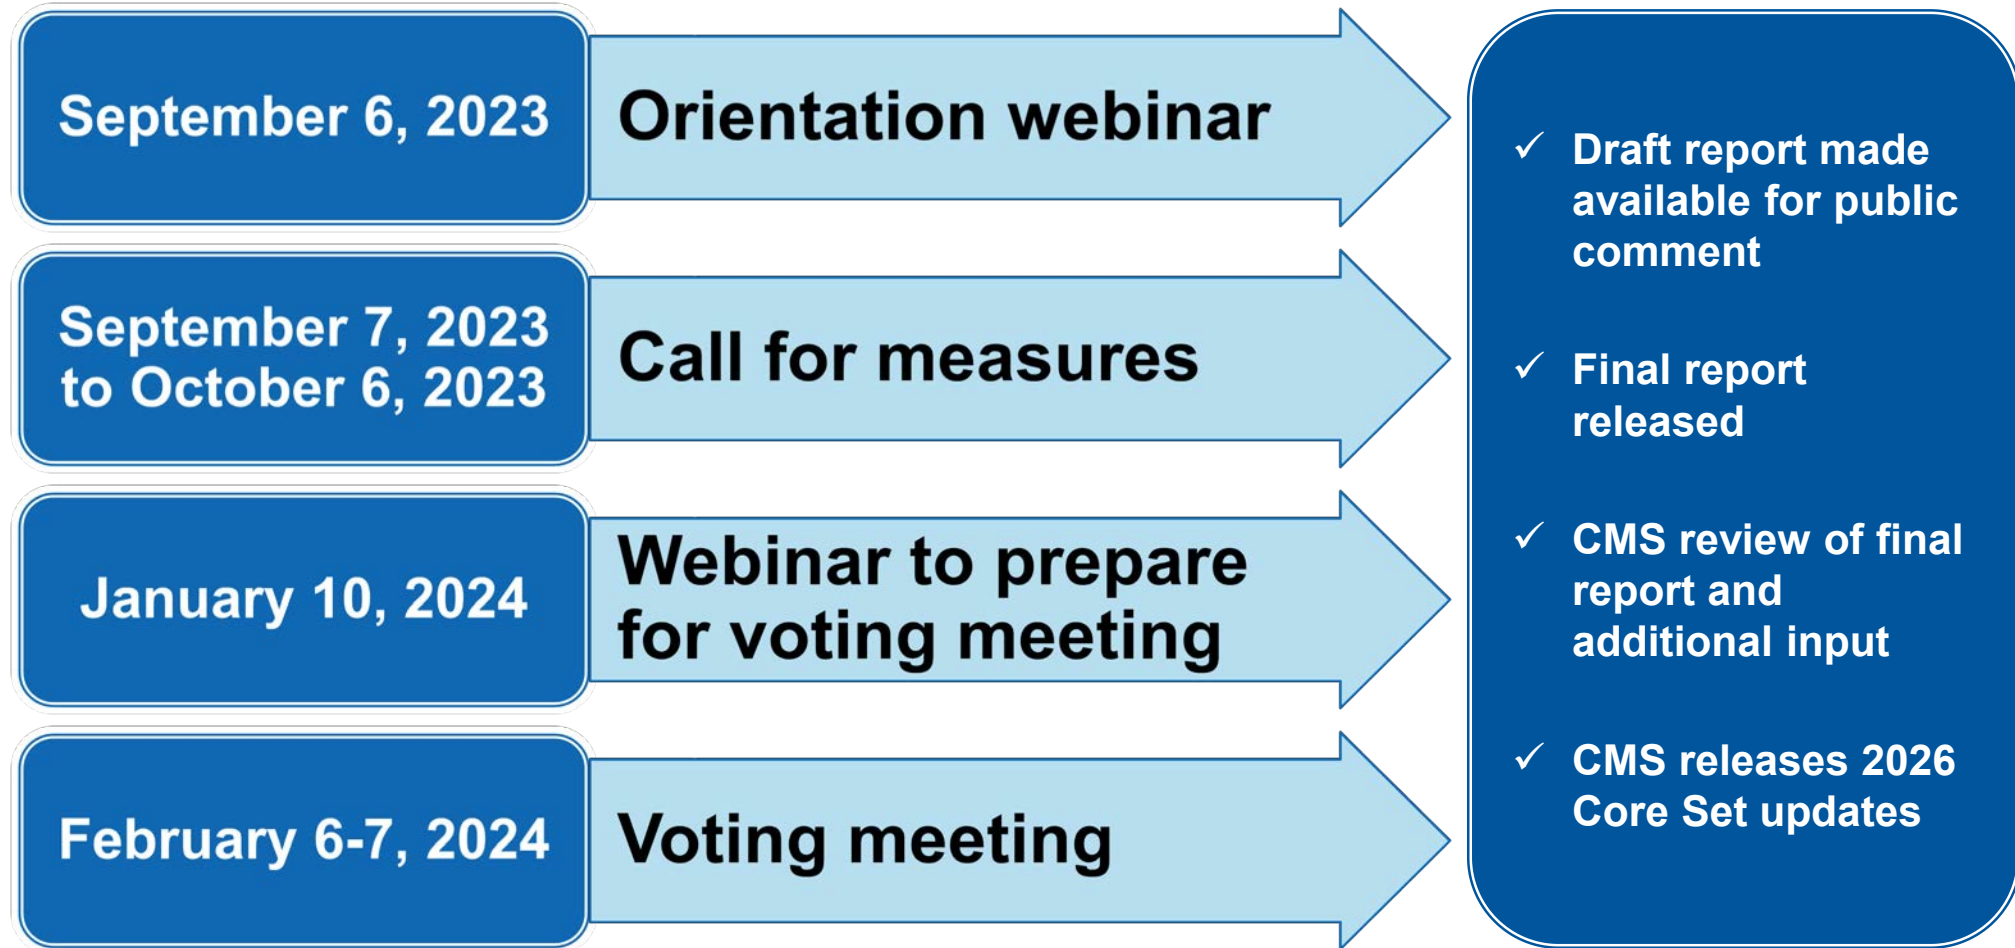 September 6, 2023
Orientation webinar
September 7, 2023
to October 6, 2023
Call for measures
January 10, 2024
Webinar to prepare
for voting meeting
February 6-7, 2024
Voting meeting
✓ Draft report made
available for public
comment
✓ Final report
released
✓ CMS review of final
report and
additional input
✓ CMS releases 2026
Core Set updates